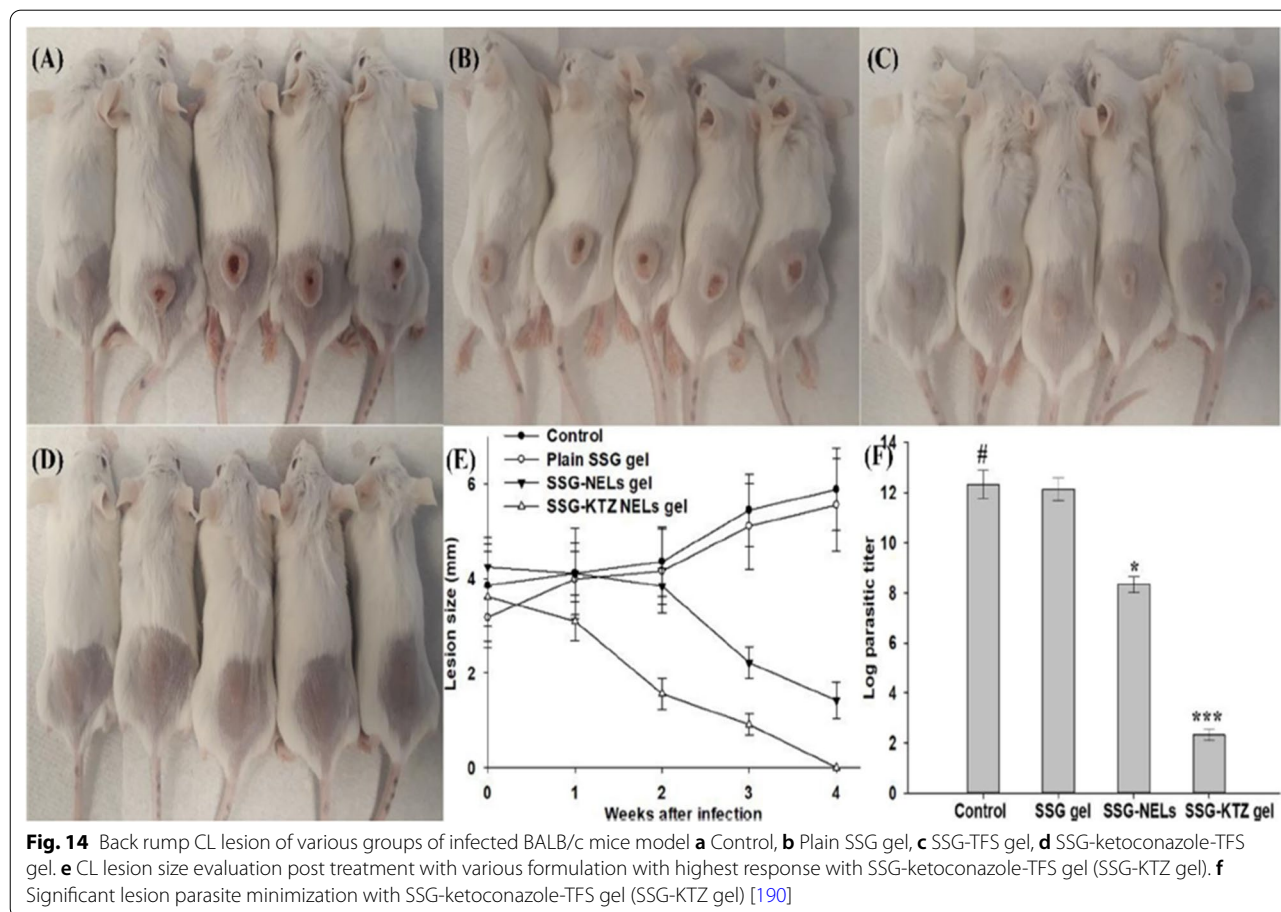 (A)
(B)
(C)
(D)
(E)
Control
Plain SSG gel
SSG-NELs gel
SSG-KTZ NELs gel
Lesion size (mm)
6
4
2
0
0 1 2 3 4
Weeks after infection
(F)
Log parasitic titer
14
12
10
8
6
4
2
0
#
*
***
Control SSG gel SSG-NELs SSG-KTZ gel
Fig. 14 Back rump CL lesion of various groups of infected BALB/c mice model a Control, b Plain SSG gel, c SSG-TFS gel, d SSG-ketoconazole-TFS
gel. e CL lesion size evaluation post treatment with various formulation with highest response with SSG-ketoconazole-TFS gel (SSG-KTZ gel). f
Significant lesion parasite minimization with SSG-ketoconazole-TFS gel (SSG-KTZ gel) [190]